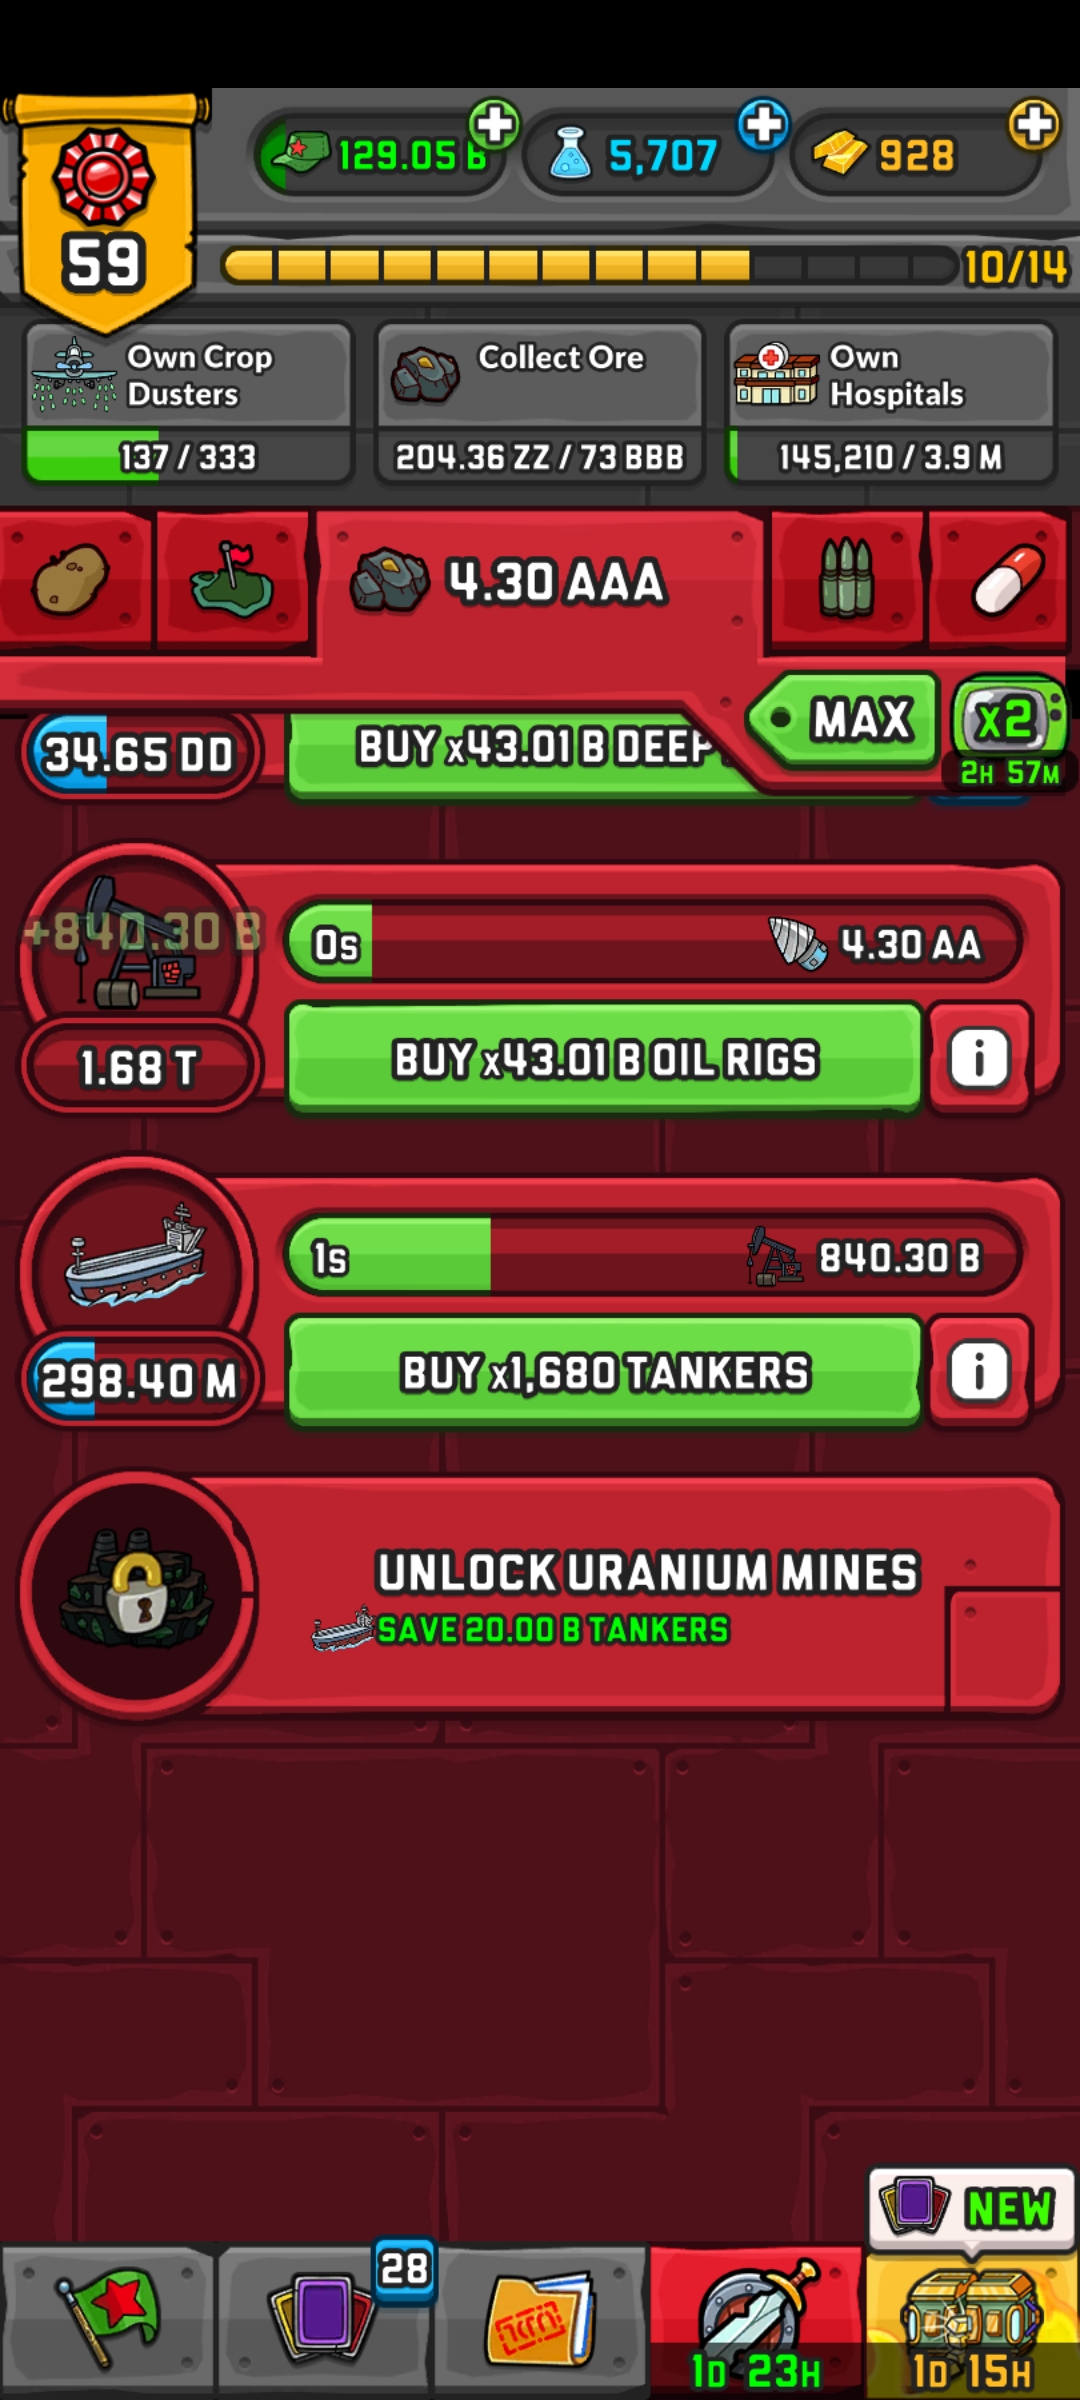 129.05 B
5,707
928
59
10/14
Own Crop
Dusters
137 / 333
Collect Ore
204.36 ZZ / 73 BBB
Own
Hospitals
145,210 / 3.9 M
4.30 AAA
MAX
x2
2H 57M
34.65 DD
BUY x43.01 B DEEP
+840.30 B
0s
4.30 AA
1.68 T
BUY x43.01 B OIL RIGS
i
1s
840.30 B
298.40 M
BUY x1,680 TANKERS
i
UNLOCK URANIUM MINES
SAVE 20.00 B TANKERS
NEW
28
1D 23H
1D 15H